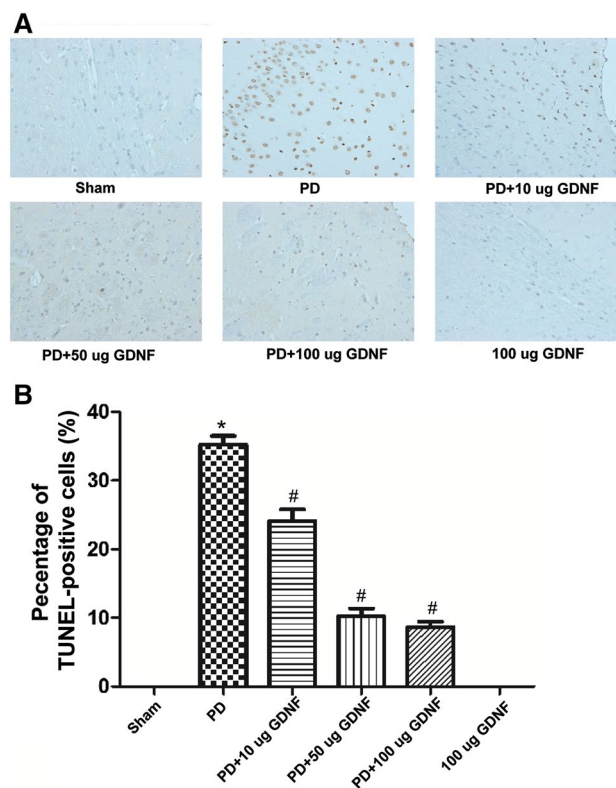 A
Sham
PD
PD+10 ug GDNF
PD+50 ug GDNF
PD+100 ug GDNF
100 ug GDNF
B
Pecentage of
TUNEL-positive cells (%)
40
30
20
10
0
*
#
#
#
Sham
PD
PD+10 ug GDNF
PD+50 ug GDNF
PD+100 ug GDNF
100 ug GDNF